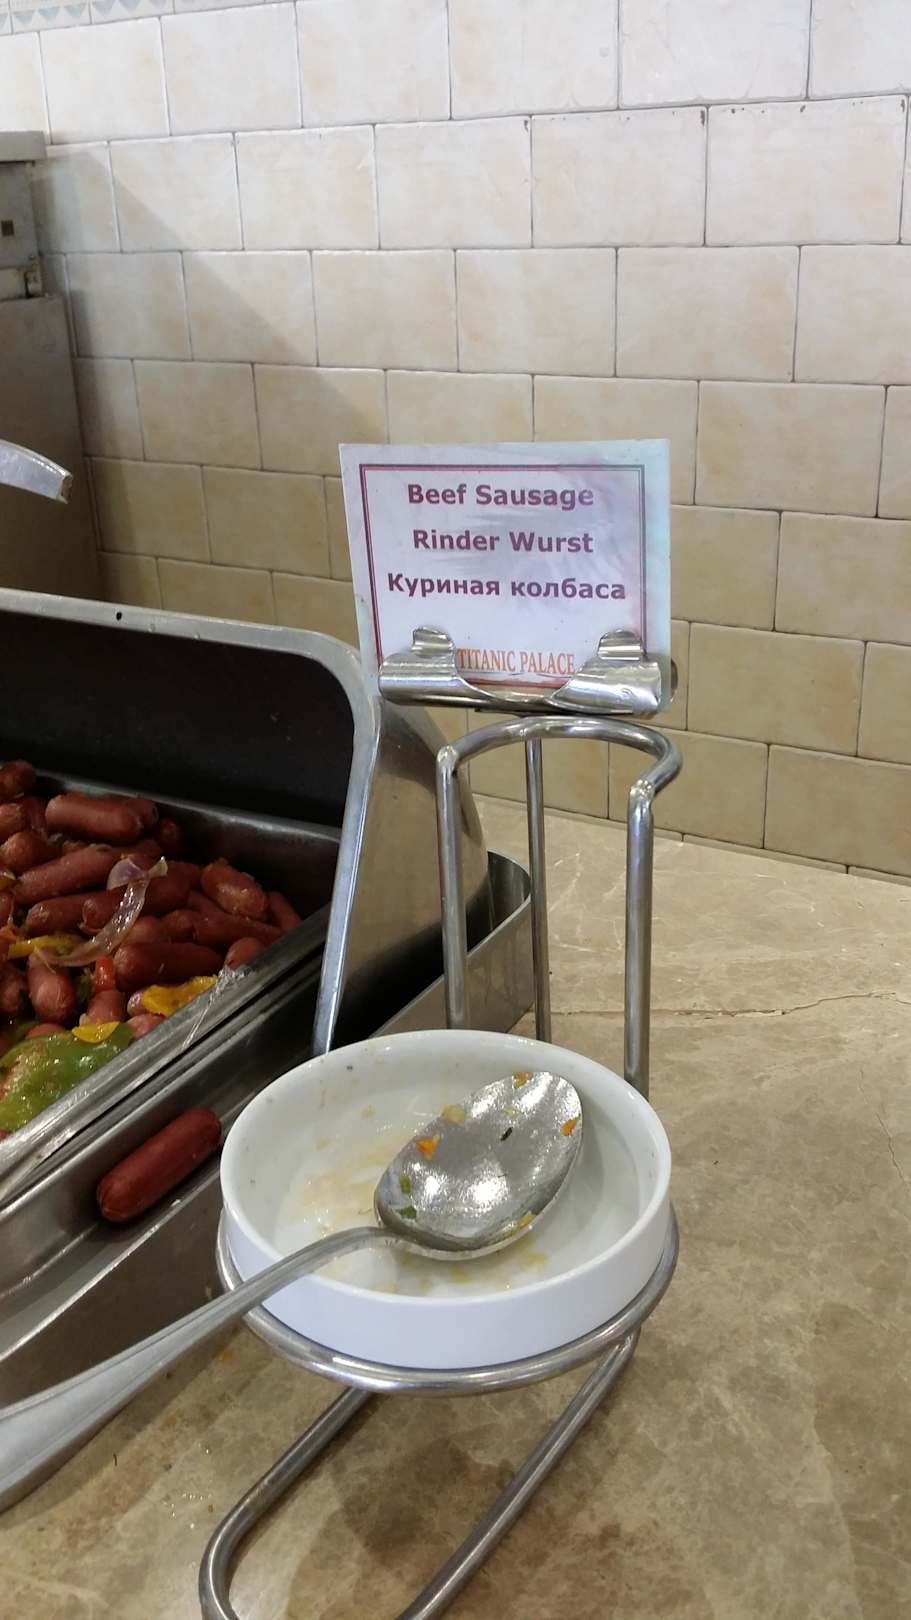 Beef Sausage
Rinder Wurst
Куриная колбаса
TITANIC PALACE